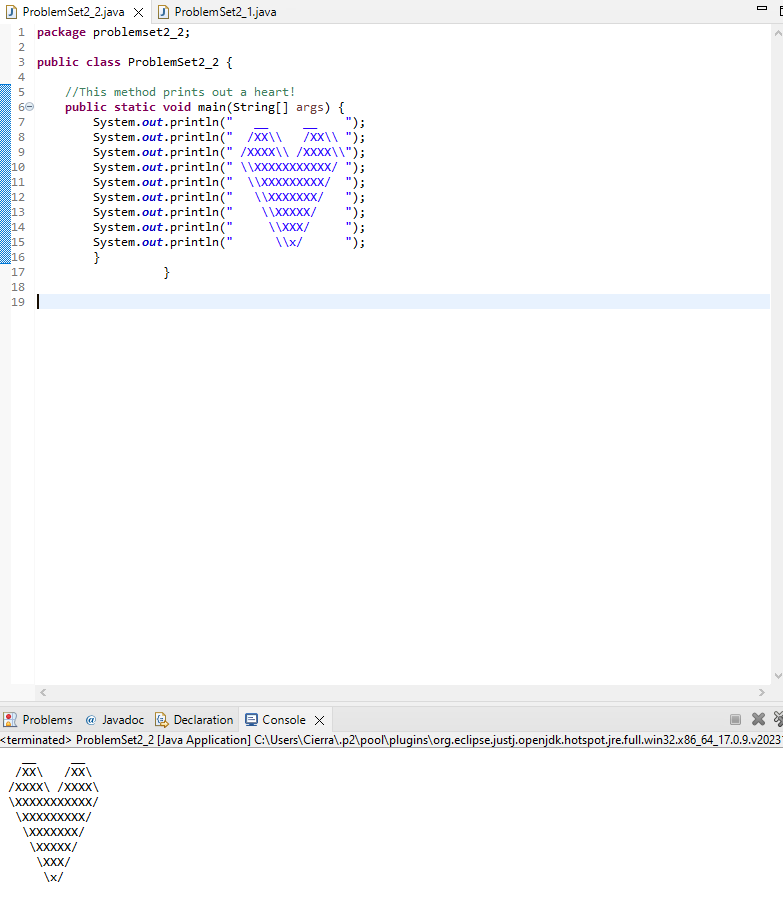 ProblemSet2_2.java ProblemSet2_1.java
1 package problemset2_2;
2
3 public class ProblemSet2_2 {
4
5     //This method prints out a heart!
6     public static void main(String[] args) {
7         System.out.println("   __     __    ");
8         System.out.println("  /XX\\   /XX\\ ");
9         System.out.println(" /XXXX\\ /XXXX\\");
10         System.out.println(" \\XXXXXXXXXXX/ ");
11         System.out.println("  \\XXXXXXXXX/  ");
12         System.out.println("   \\XXXXXXX/   ");
13         System.out.println("    \\XXXXX/    ");
14         System.out.println("     \\XXX/     ");
15         System.out.println("      \\x/      ");
16     }
17               }
18
19
Problems @ Javadoc Declaration Console
<terminated> ProblemSet2_2 [Java Application] C:\Users\Cierra\.p2\pool\plugins\org.eclipse.justj.openjdk.hotspot.jre.full.win32.x86_64_17.0.9.v2023
   __     __
  /XX\   /XX\
 /XXXX\ /XXXX\
 \XXXXXXXXXXX/
  \XXXXXXXXX/
   \XXXXXXX/
    \XXXXX/
     \XXX/
      \x/